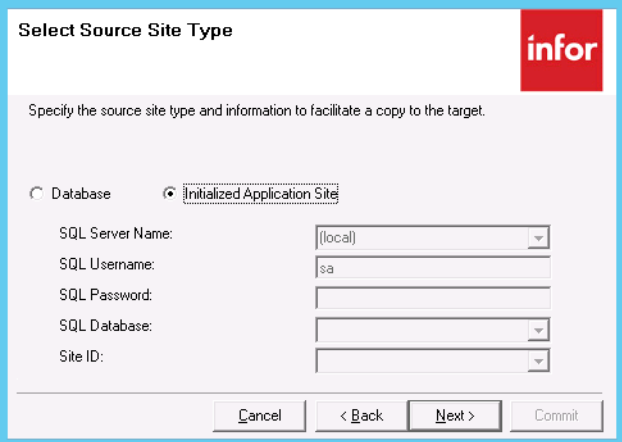 Select Source Site Type
infor
Specify the source site type and information to facilitate a copy to the target.
Database
Initialized Application Site
SQL Server Name:
(local)
SQL Username:
sa
SQL Password:
SQL Database:
Site ID:
Cancel
< Back
Next >
Commit